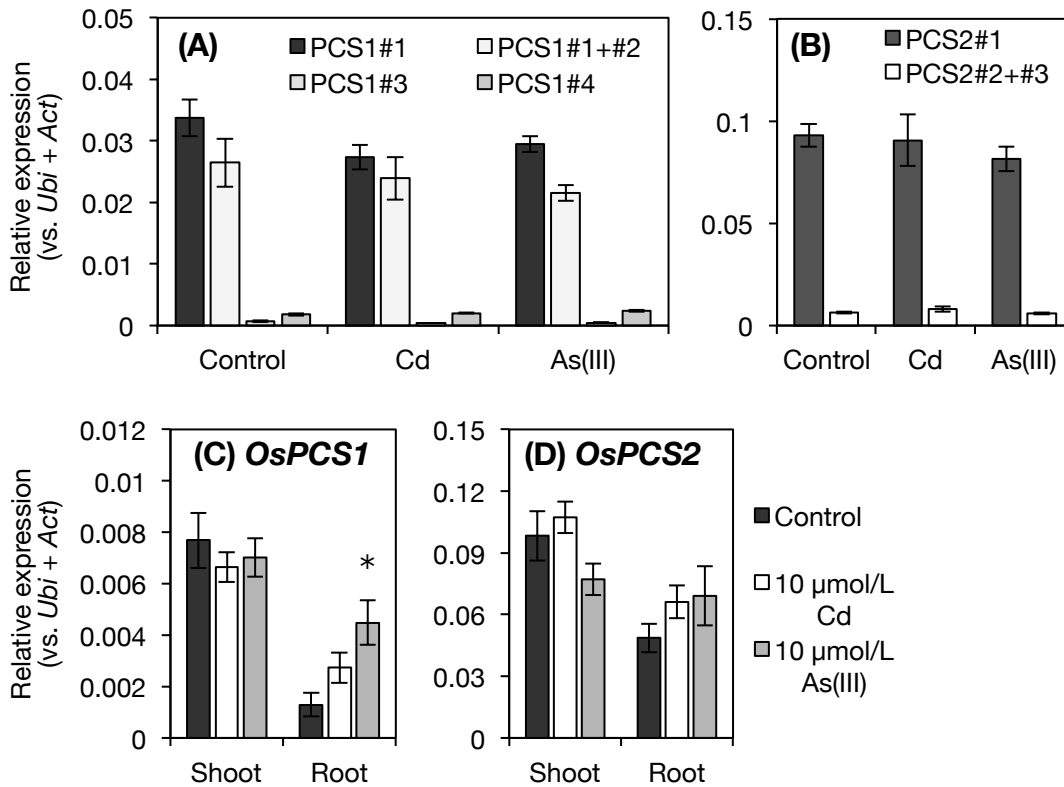 (A)
PCS1#1
PCS1#1+#2
PCS1#3
PCS1#4
Relative expression
(vs. Ubi + Act)
0.05
0.04
0.03
0.02
0.01
0
Control
Cd
As(III)
(B)
PCS2#1
PCS2#2+#3
0.15
0.1
0.05
0
Control
Cd
As(III)
(C) OsPCS1
Relative expression
(vs. Ubi + Act)
0.012
0.01
0.008
0.006
0.004
0.002
0
*
Shoot
Root
(D) OsPCS2
0.15
0.12
0.09
0.06
0.03
0
Shoot
Root
Control
10 µmol/L
Cd
10 µmol/L
As(III)